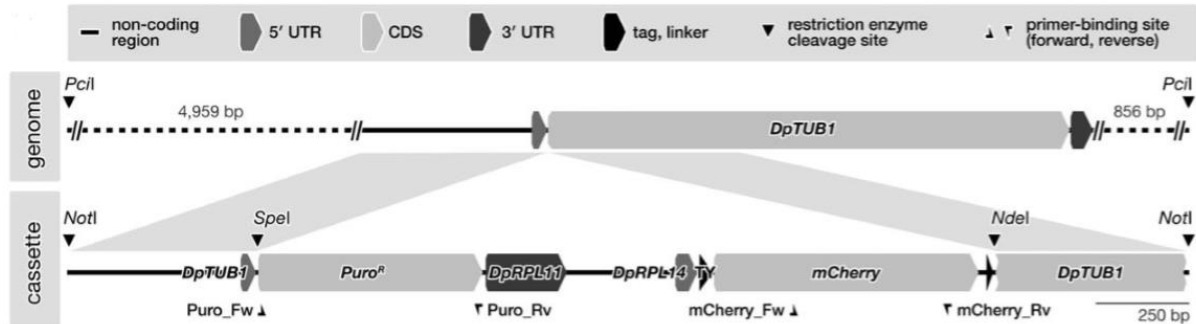 non-coding region
5′ UTR
CDS
3′ UTR
tag, linker
restriction enzyme cleavage site
primer-binding site (forward, reverse)
genome
PciI
4,959 bp
DpTUB1
856 bp
PciI
cassette
NotI
SpeI
NdeI
NotI
DpTUB1
PuroR
DpRPL11
DpRPL14
TY
mCherry
DpTUB1
Puro_Fw
Puro_Rv
mCherry_Fw
mCherry_Rv
250 bp